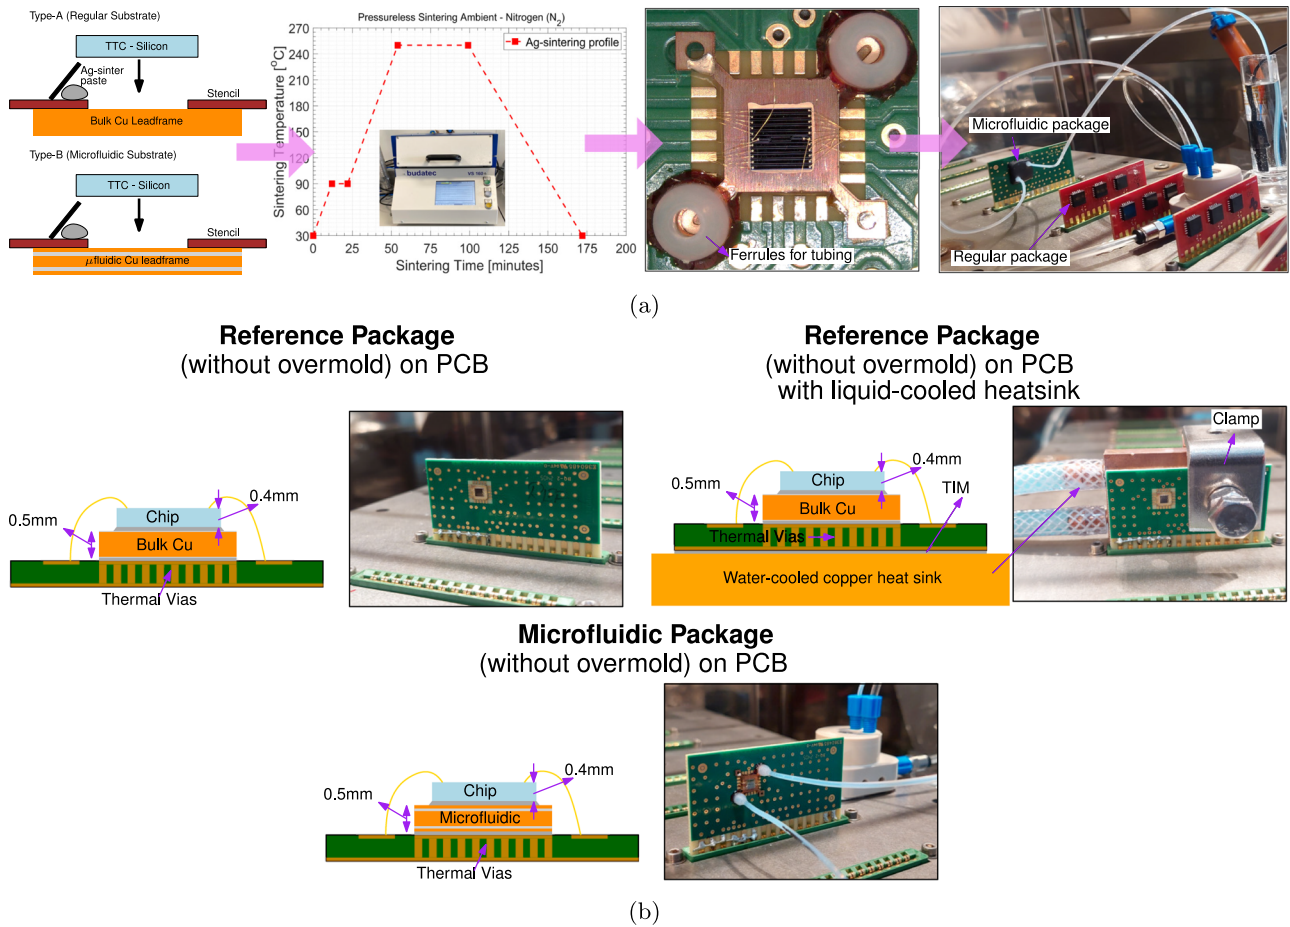 Type-A (Regular Substrate)
TTC - Silicon
Ag-sinter
paste
Stencil
Bulk Cu Leadframe
Type-B (Microfluidic Substrate)
TTC - Silicon
Stencil
μfluidic Cu leadframe
Pressureless Sintering Ambient - Nitrogen (N2)
Sintering Temperature [°C]
270
240
210
180
150
120
90
60
30
Ag-sintering profile
budatec
0 25 50 75 100 125 150 175 200
Sintering Time [minutes]
Ferrules for tubing
Microfluidic package
Regular package
(a)
Reference Package
(without overmold) on PCB
0.5mm
Chip
0.4mm
Bulk Cu
Thermal Vias
Reference Package
(without overmold) on PCB
with liquid-cooled heatsink
Clamp
0.5mm
Chip
0.4mm
TIM
Bulk Cu
Thermal Vias
Water-cooled copper heat sink
Microfluidic Package
(without overmold) on PCB
0.5mm
Chip
0.4mm
Microfluidic
Thermal Vias
(b)